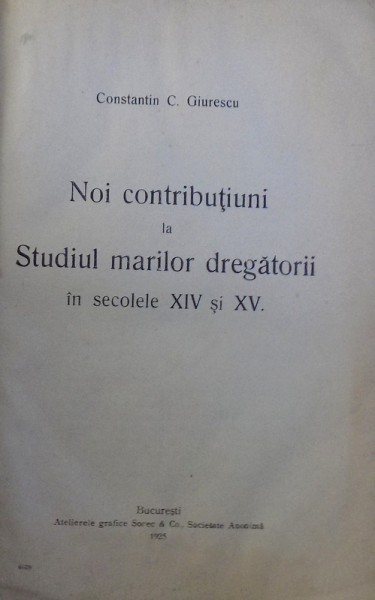 Constantin C. Giurescu
Noi contribuţiuni
la
Studiul marilor dregătorii
în secolele XIV şi XV.
Bucureşti
Atelierele grafice Socec & Co., Societate Anonimă
1925